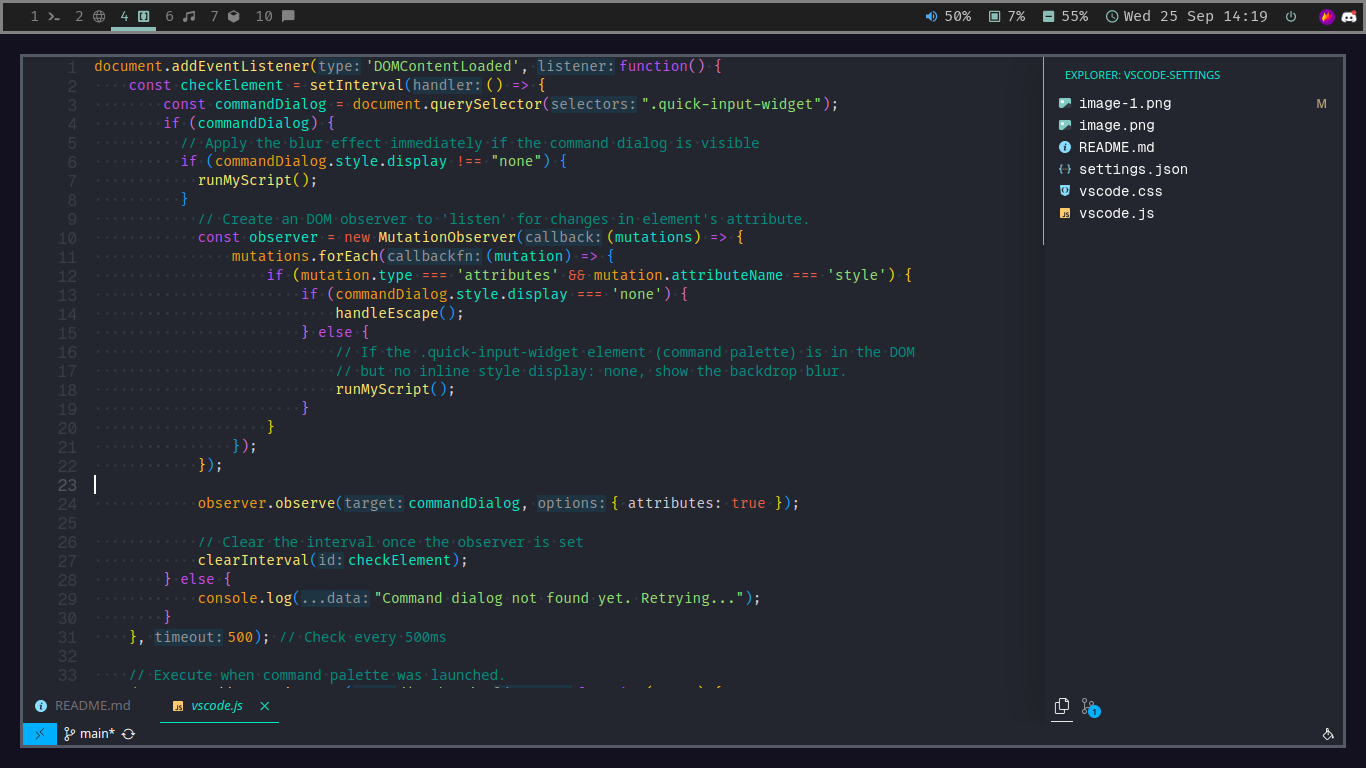 1 2 4 6 7 10 50% 7% 55% Wed 25 Sep 14:19
1 document.addEventListener(type: 'DOMContentLoaded', listener: function() {
2 const checkElement = setInterval(handler: () => {
3 const commandDialog = document.querySelector(selectors: ".quick-input-widget");
4 if (commandDialog) {
5 // Apply the blur effect immediately if the command dialog is visible
6 if (commandDialog.style.display !== "none") {
7 runMyScript();
8 }
9 // Create an DOM observer to 'listen' for changes in element's attribute.
10 const observer = new MutationObserver(callback: (mutations) => {
11 mutations.forEach(callbackfn: (mutation) => {
12 if (mutation.type === 'attributes' && mutation.attributeName === 'style') {
13 if (commandDialog.style.display === 'none') {
14 handleEscape();
15 } else {
16 // If the .quick-input-widget element (command palette) is in the DOM
17 // but no inline style display: none, show the backdrop blur.
18 runMyScript();
19 }
20 }
21 });
22 });
23
24 observer.observe(target: commandDialog, options: { attributes: true });
25
26 // Clear the interval once the observer is set
27 clearInterval(id: checkElement);
28 } else {
29 console.log(...data: "Command dialog not found yet. Retrying...");
30 }
31 }, timeout: 500); // Check every 500ms
32
33 // Execute when command palette was launched.
EXPLORER: VSCODE-SETTINGS
image-1.png M
image.png
README.md
settings.json
vscode.css
JS vscode.js
README.md JS vscode.js
1
main*